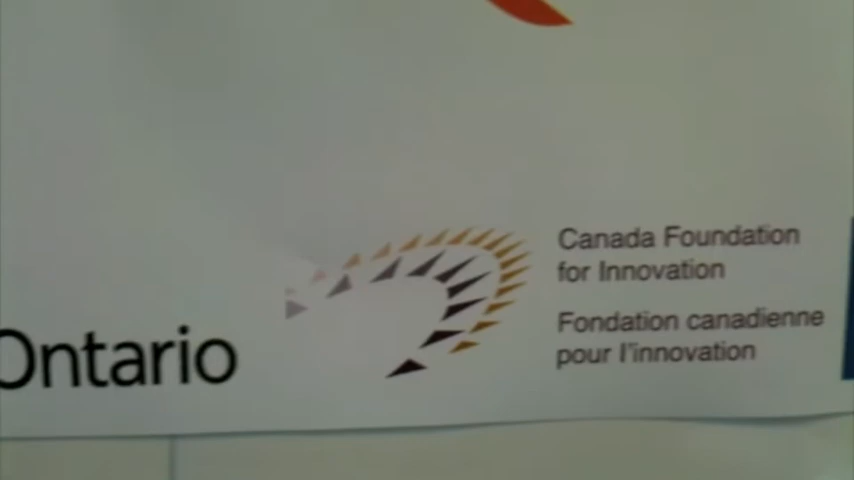 Ontario
Canada Foundation
for Innovation
Fondation canadienne
pour l'innovation